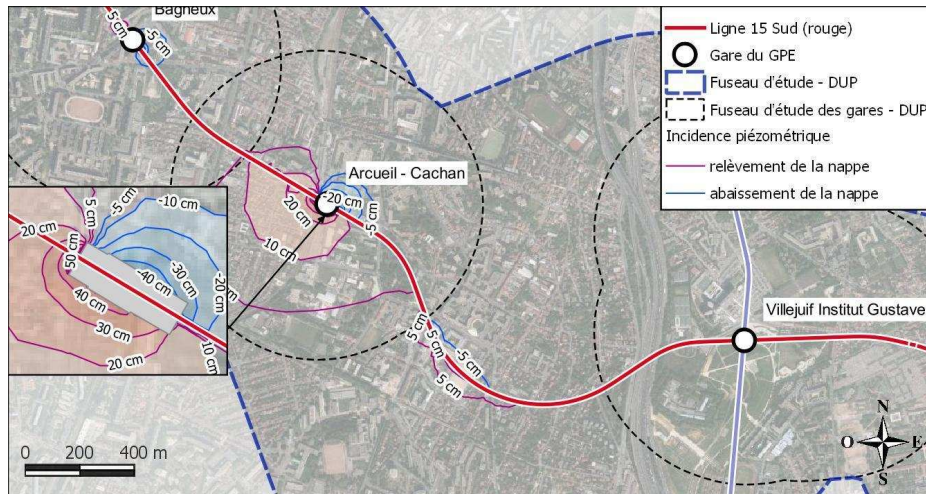 Bagneux
5 cm
-5 cm
Ligne 15 Sud (rouge)
Gare du GPE
Fuseau d'étude - DUP
Fuseau d'étude des gares - DUP
Incidence piézométrique
relèvement de la nappe
abaissement de la nappe
Arcueil - Cachan
-20 cm
20 cm
-5 cm
10 cm
5 cm
5 cm
-5 cm
-10 cm
20 cm
50 cm
-30 cm
-40 cm
-20 cm
40 cm
30 cm
20 cm
10 cm
5 cm
5 cm
-5 cm
5 cm
Villejuif Institut Gustave
0 200 400 m
N
O E
S